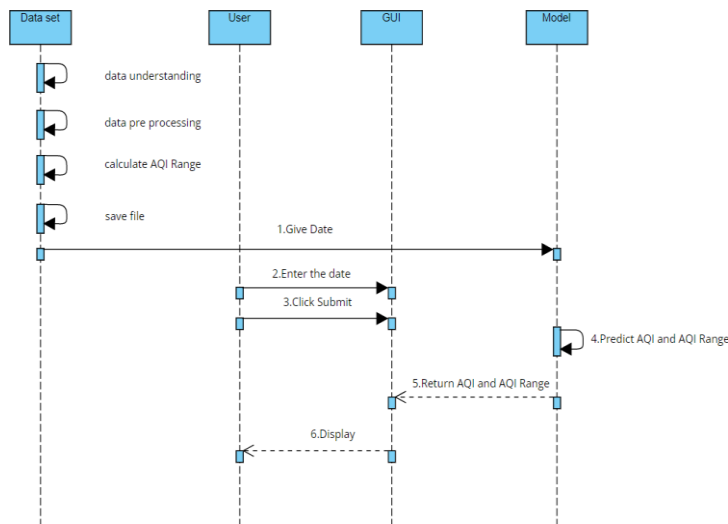 Data set
User
GUI
Model
data understanding
data pre processing
calculate AQI Range
save file
1.Give Date
2.Enter the date
3.Click Submit
4.Predict AQI and AQI Range
5.Return AQI and AQI Range
6.Display